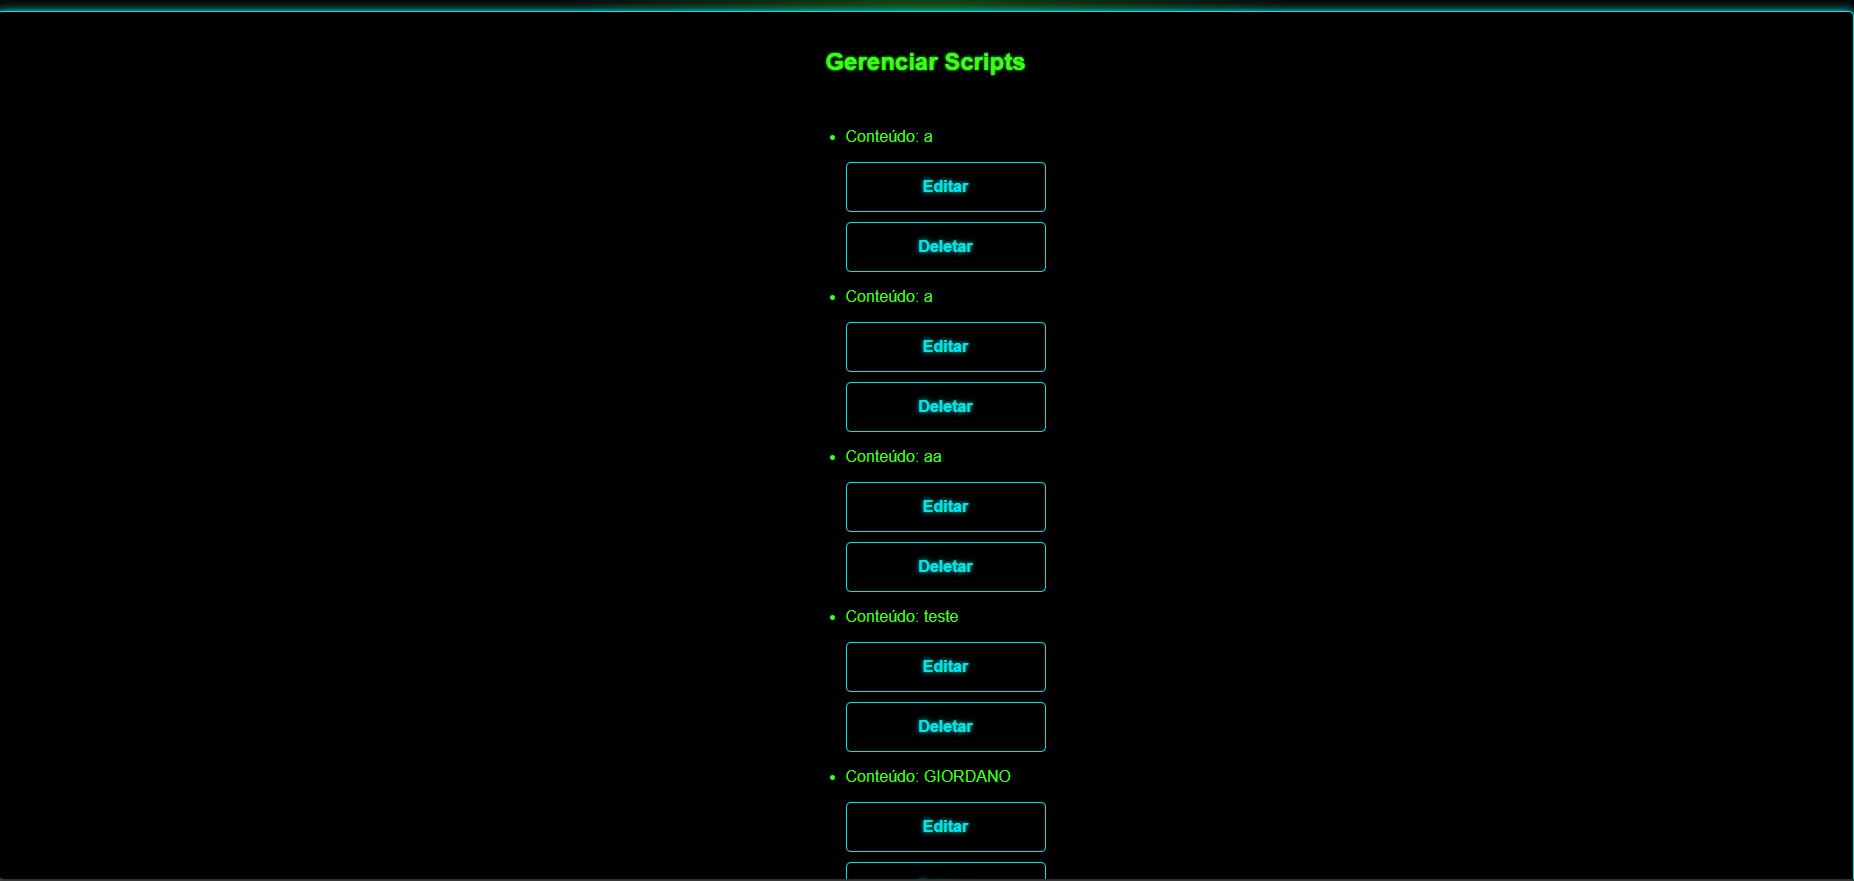 Gerenciar Scripts
Conteúdo: a
Editar
Deletar
Conteúdo: a
Editar
Deletar
Conteúdo: aa
Editar
Deletar
Conteúdo: teste
Editar
Deletar
Conteúdo: GIORDANO
Editar